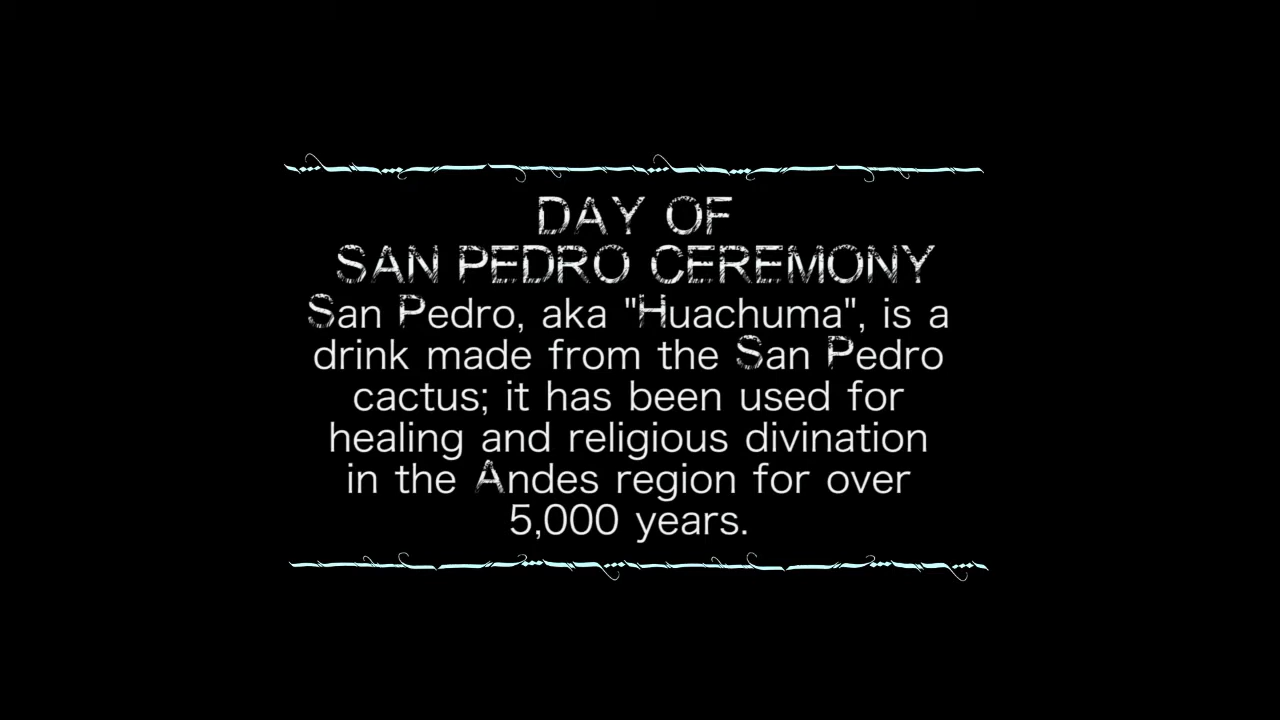 DAY OF
SAN PEDRO CEREMONY
San Pedro, aka "Huachuma", is a
drink made from the San Pedro
cactus; it has been used for
healing and religious divination
in the Andes region for over
5,000 years.